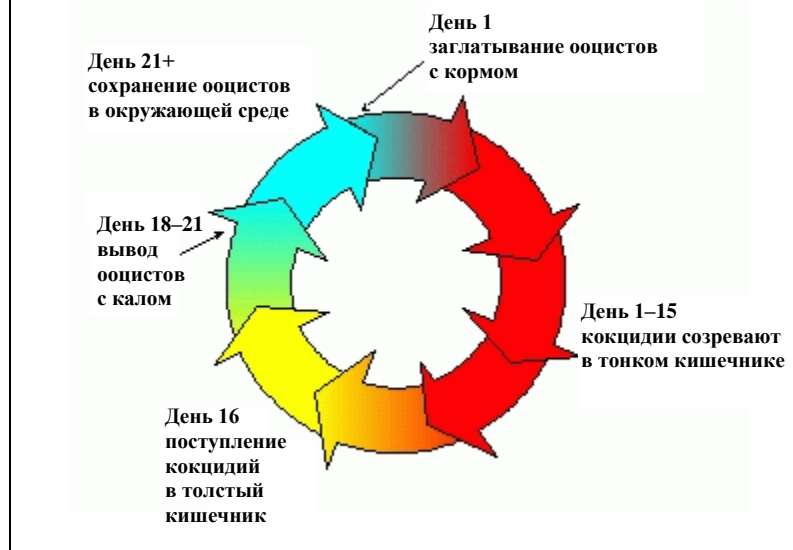 День 1
заглатывание ооцистов
с кормом
День 21+
сохранение ооцистов
в окружающей среде
День 18–21
вывод
ооцистов
с калом
День 1–15
кокцидии созревают
в тонком кишечнике
День 16
поступление
кокцидий
в толстый
кишечник